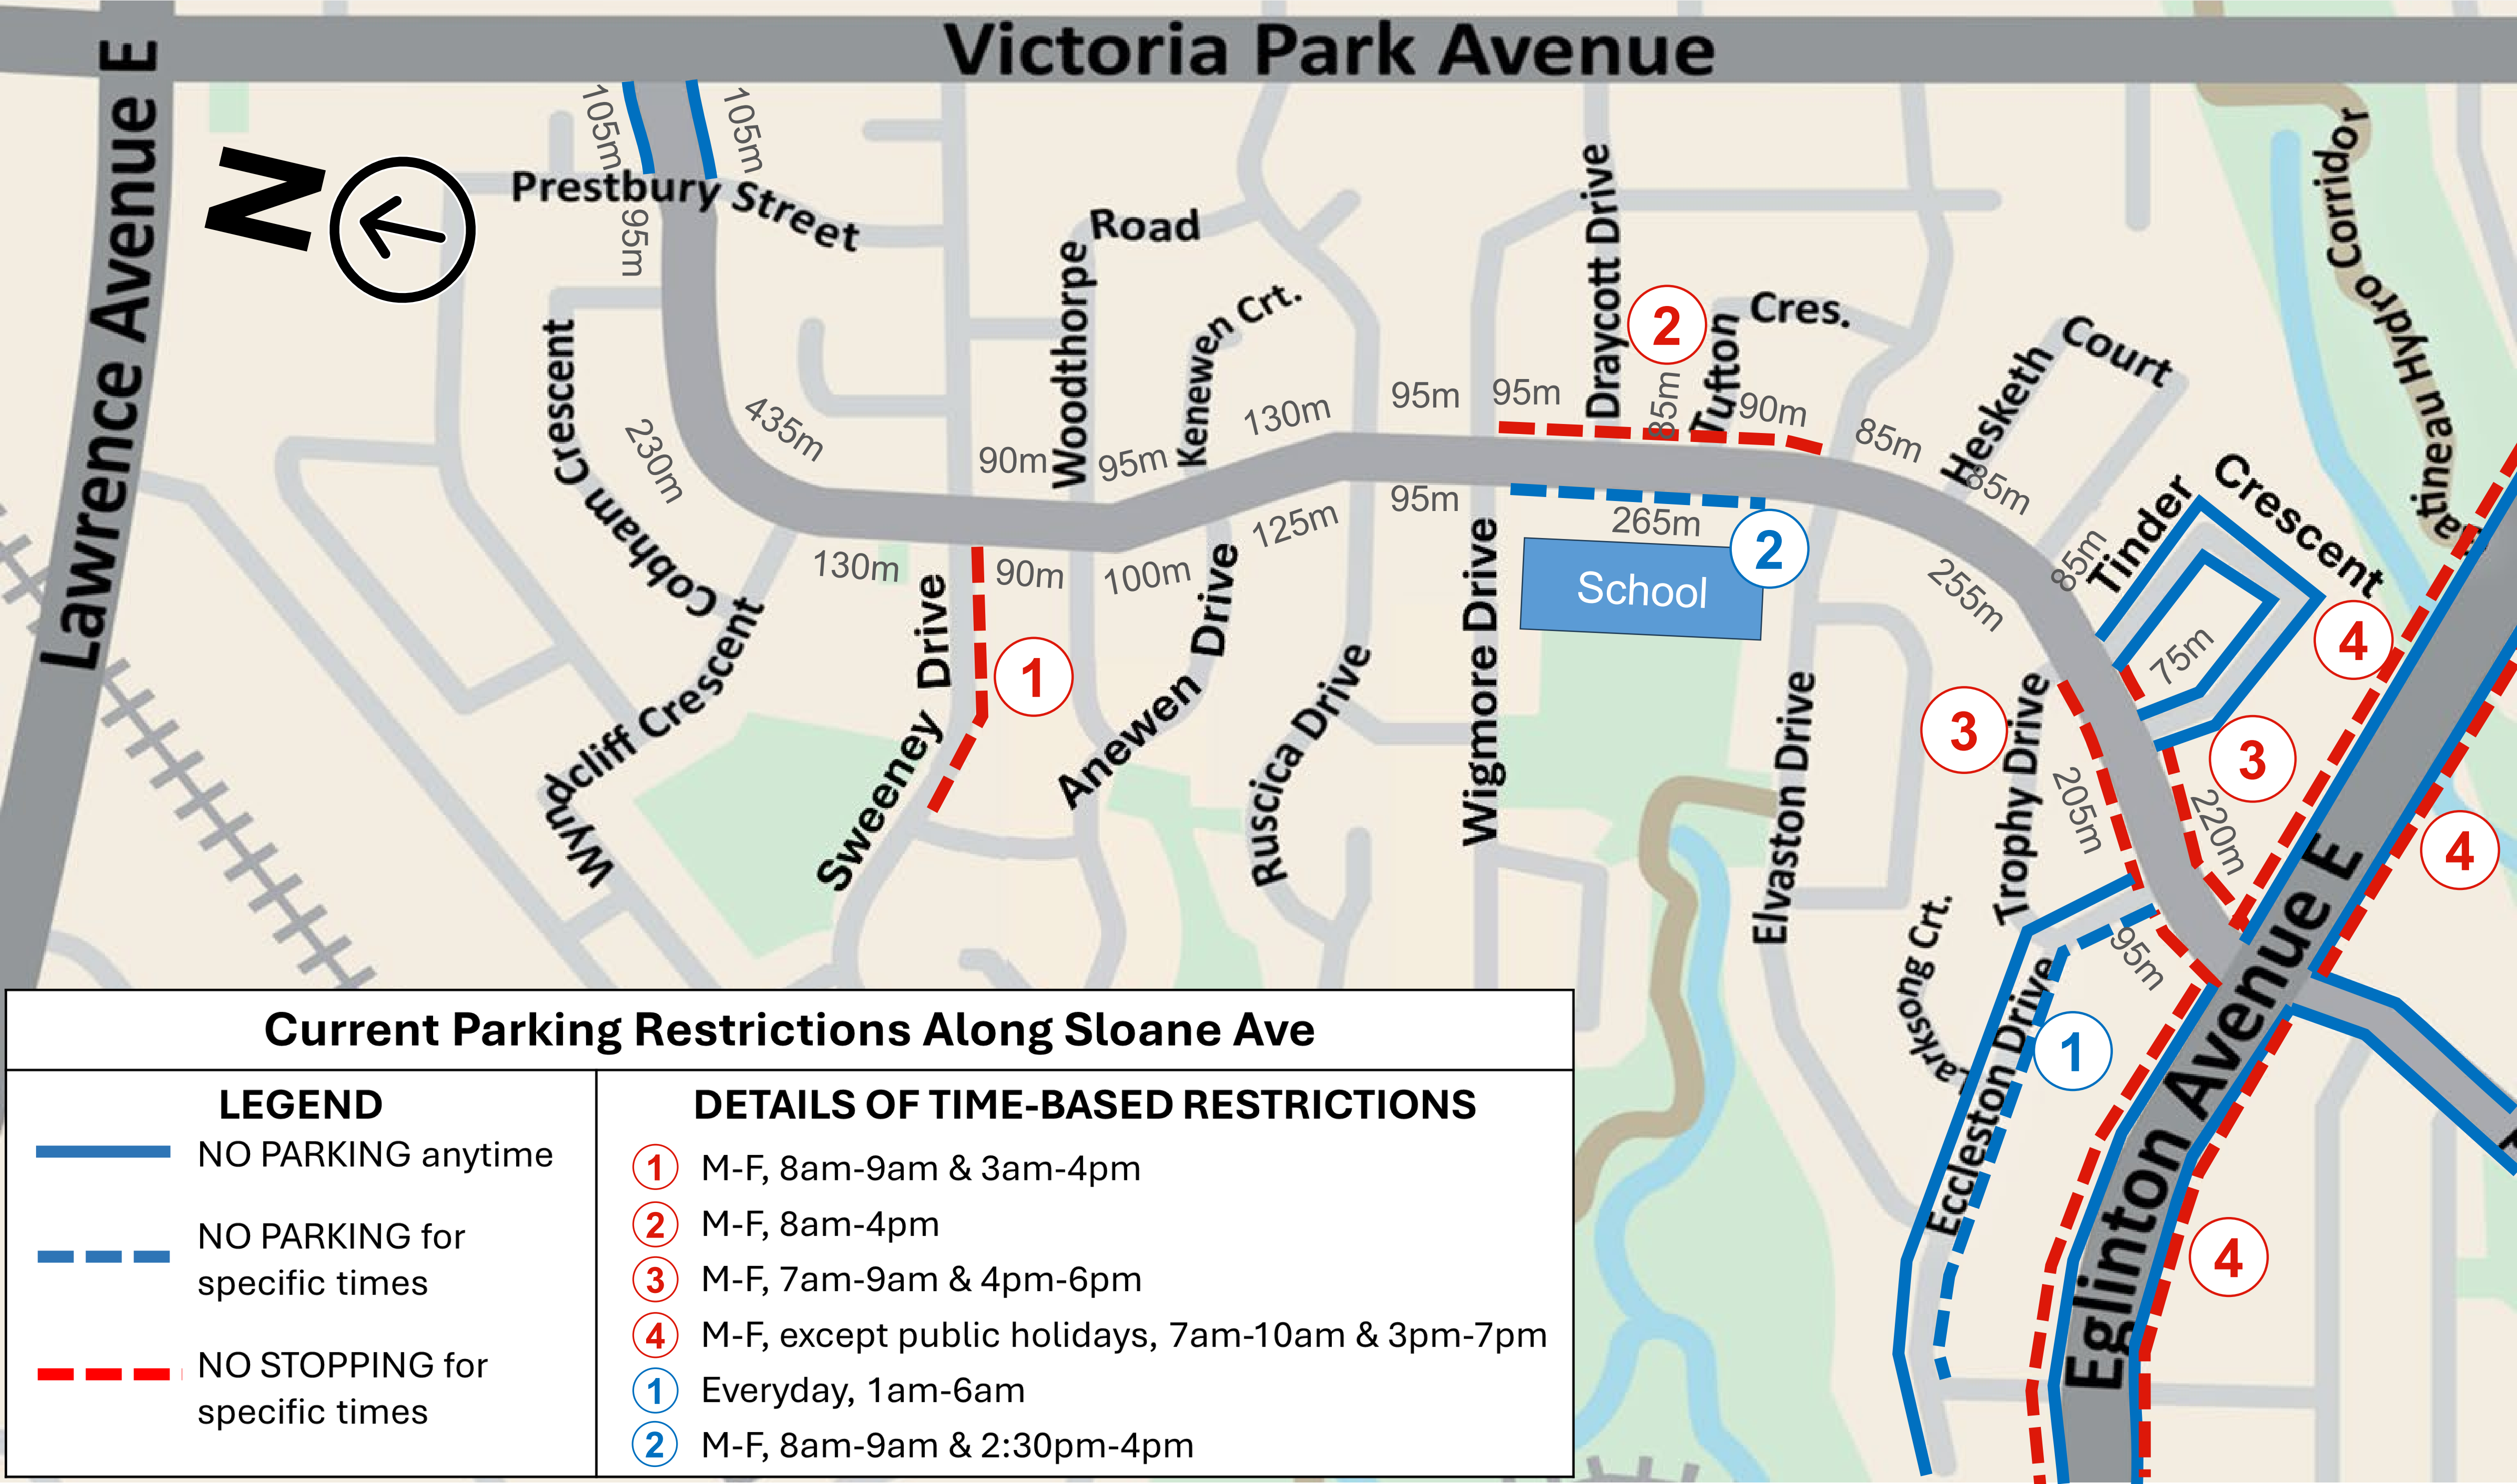 Victoria Park Avenue
Lawrence Avenue E
N
105m
105m
Prestbury Street
95m
Road
Woodthorpe
Kenewen Crt.
Draycott Drive
2
Tufton
Cres.
Hesketh
Court
Corridor
Hydro
Crescent
Cobham
230m
435m
90m
95m
130m
95m
95m
85m
90m
85m
85m
85m
Tinder
Crescent
75m
130m
90m
100m
125m
95m
265m
2
School
255m
Wyndcliff Crescent
Sweeney Drive
1
Anewen Drive
Ruscica Drive
Wigmore Drive
Elvaston Drive
Trophy Drive
3
205m
220m
3
4
4
95m
Larksong Crt.
Eccleston Drive
1
Eglinton Avenue E
4
Current Parking Restrictions Along Sloane Ave
LEGEND
NO PARKING anytime
NO PARKING for
specific times
NO STOPPING for
specific times
DETAILS OF TIME-BASED RESTRICTIONS
1 M-F, 8am-9am & 3am-4pm
2 M-F, 8am-4pm
3 M-F, 7am-9am & 4pm-6pm
4 M-F, except public holidays, 7am-10am & 3pm-7pm
1 Everyday, 1am-6am
2 M-F, 8am-9am & 2:30pm-4pm